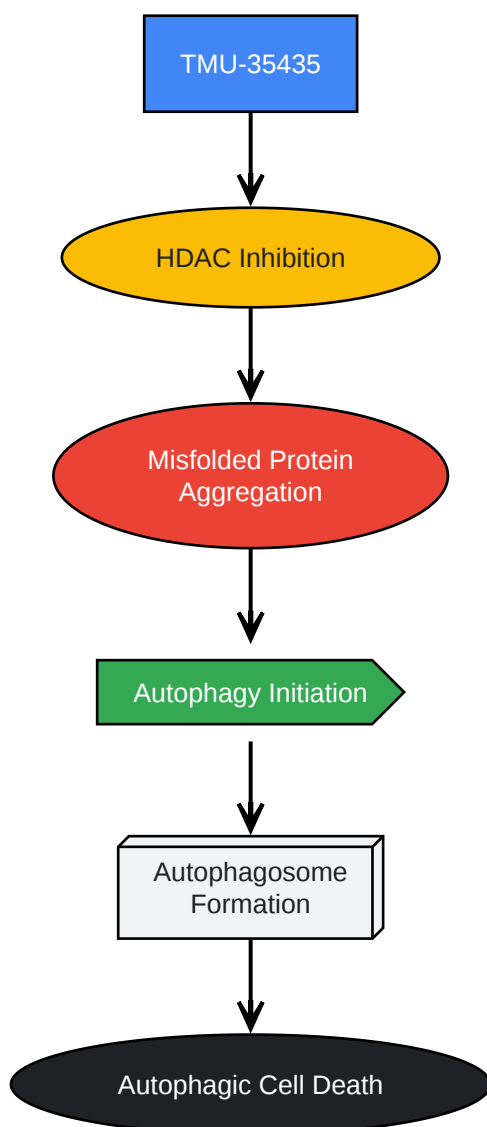 TMU-35435
HDAC Inhibition
Misfolded Protein
Aggregation
Autophagy Initiation
Autophagosome
Formation
Autophagic Cell Death